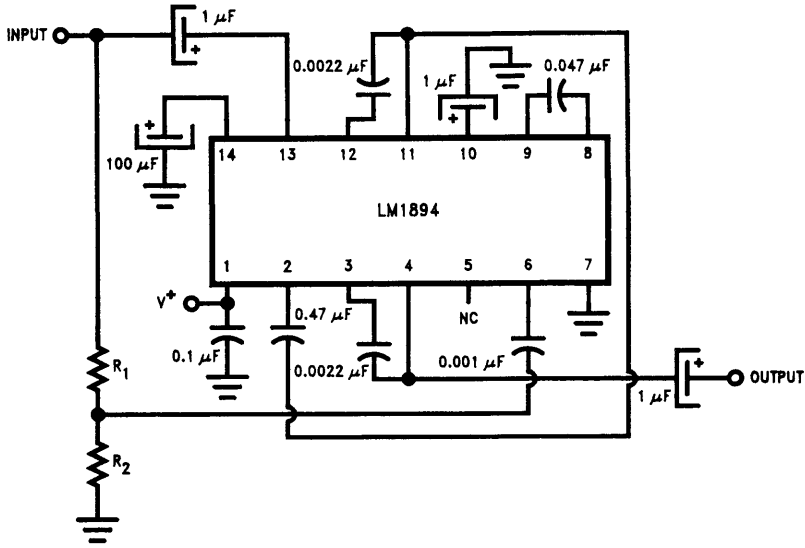 1 μF
INPUT
+
0.0022 μF
1 μF
0.047 μF
+
+
100 μF
14 13 12 11 10 9 8
LM1894
1 2 3 4 5 6 7
V+
0.47 μF
NC
0.1 μF
0.0022 μF
0.001 μF
R1
+
OUTPUT
1 μF
R2